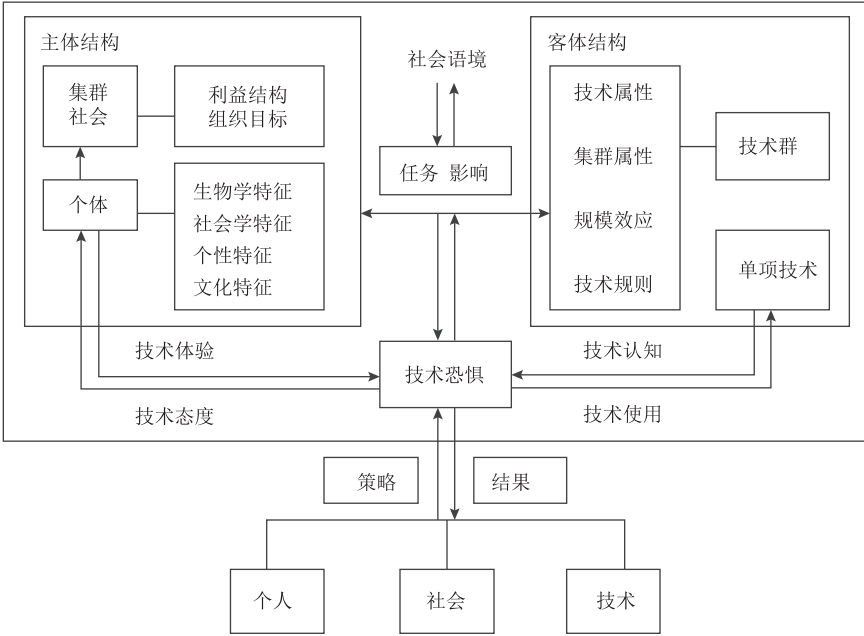 主体结构
集群
社会
利益结构
组织目标
个体
生物学特征
社会学特征
个性特征
文化特征
社会语境
任务 影响
客体结构
技术属性
集群属性
规模效应
技术规则
技术群
单项技术
技术体验
技术态度
技术恐惧
技术认知
技术使用
策略
结果
个人
社会
技术